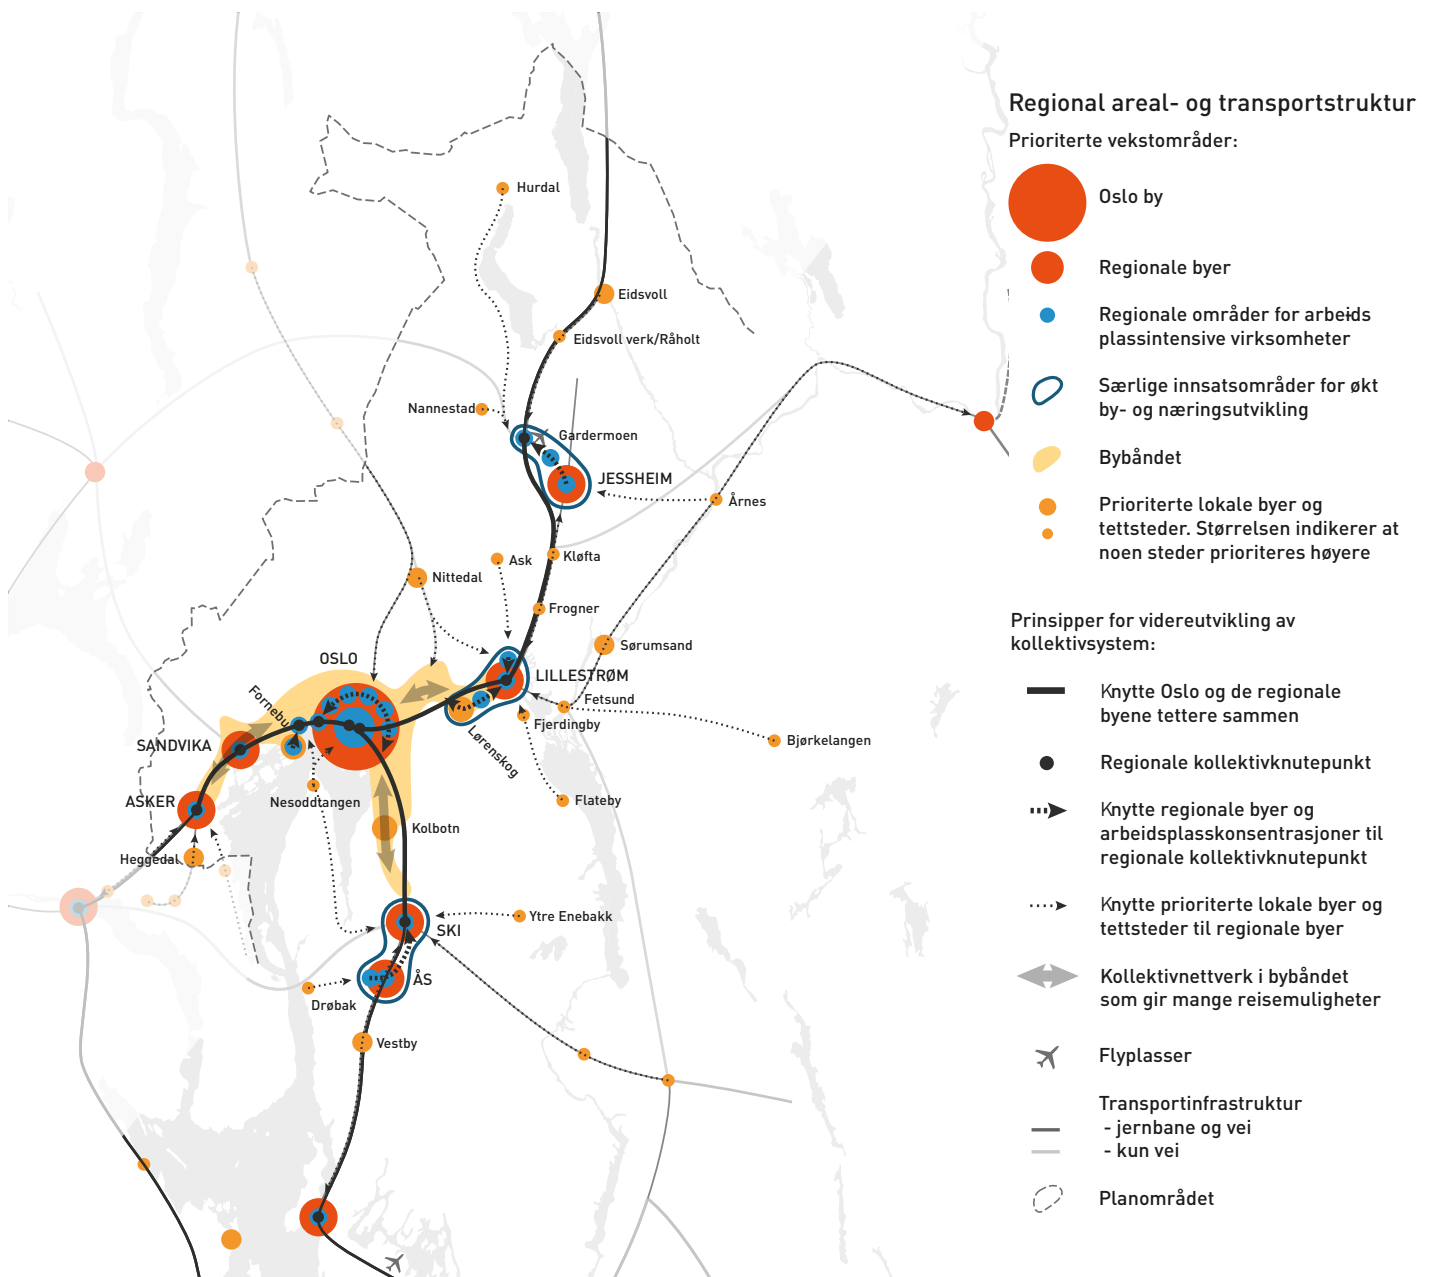 Regional areal- og transportstruktur
Prioriterte vekstområder:
Oslo by
Regionale byer
Regionale områder for arbeids-
plassintensive virksomheter
Særlige innsatsområder for økt
by- og næringsutvikling
Bybåndet
Prioriterte lokale byer og
tettsteder. Størrelsen indikerer at
noen steder prioriteres høyere
Prinsipper for videreutvikling av
kollektivsystem:
Knytte Oslo og de regionale
byene tettere sammen
Regionale kollektivknutepunkt
Knytte regionale byer og
arbeidsplasskonsentrasjoner til
regionale kollektivknutepunkt
Knytte prioriterte lokale byer og
tettsteder til regionale byer
Kollektivnettverk i bybåndet
som gir mange reisemuligheter
Flyplasser
Transportinfrastruktur
- jernbane og vei
- kun vei
Planområdet
Hurdal
Eidsvoll
Eidsvoll verk/Råholt
Nannestad
Gardermoen
JESSHEIM
Årnes
Kløfta
Ask
Nittedal
Frogner
Sørumsand
OSLO
LILLESTRØM
Fornebu
Fetsund
Fjerdingby
SANDVIKA
Lørenskog
Bjørkelangen
ASKER
Nesoddtangen
Flateby
Kolbotn
Heggedal
Ytre Enebakk
SKI
ÅS
Drøbak
Vestby